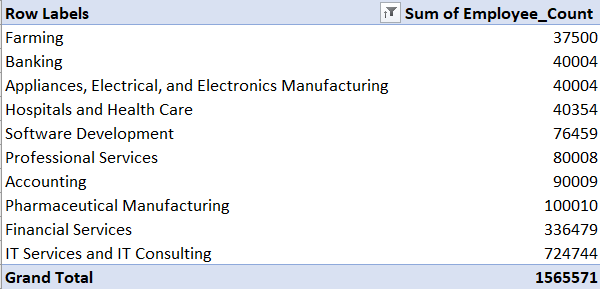 Row Labels Sum of Employee_Count
Farming 37500
Banking 40004
Appliances, Electrical, and Electronics Manufacturing 40004
Hospitals and Health Care 40354
Software Development 76459
Professional Services 80008
Accounting 90009
Pharmaceutical Manufacturing 100010
Financial Services 336479
IT Services and IT Consulting 724744
Grand Total 1565571